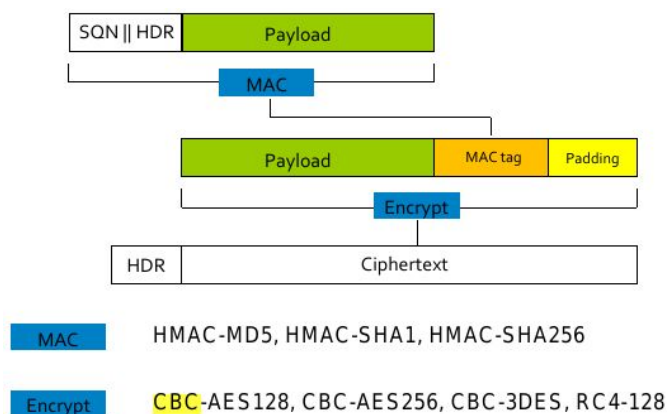 SQN || HDR Payload
MAC
Payload MAC tag Padding
Encrypt
HDR Ciphertext
MAC HMAC-MD5, HMAC-SHA1, HMAC-SHA256
Encrypt CBC-AES128, CBC-AES256, CBC-3DES, RC4-128